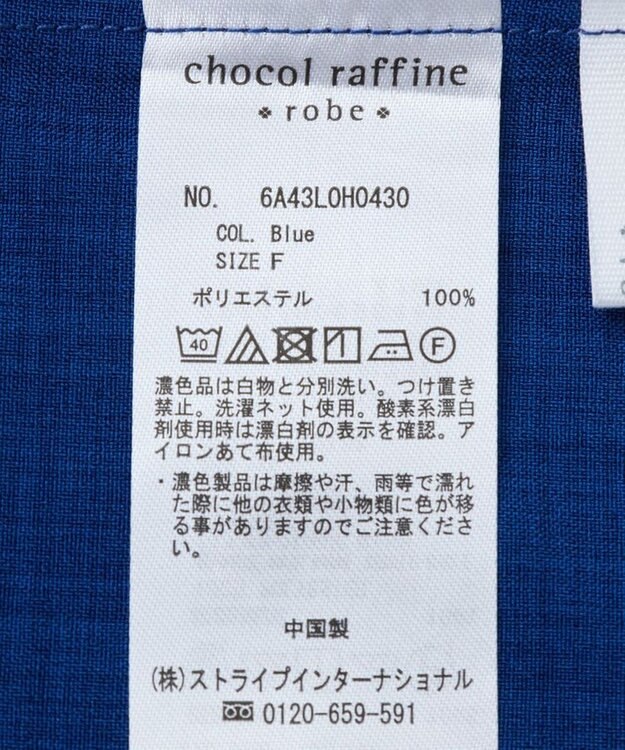 chocol raffine
robe
NO. 6A43L0H0430
COL. Blue
SIZE F
ポリエステル 100%
40 F
濃色品は白物と分別洗い。つけ置き
禁止。洗濯ネット使用。酸素系漂白
剤使用時は漂白剤の表示を確認。ア
イロンあて布使用。
・濃色製品は摩擦や汗、雨等で濡れ
た際に他の衣類や小物類に色が移
る事がありますのでご注意くださ
い。
中国製
(株)ストライプインターナショナル
0120-659-591